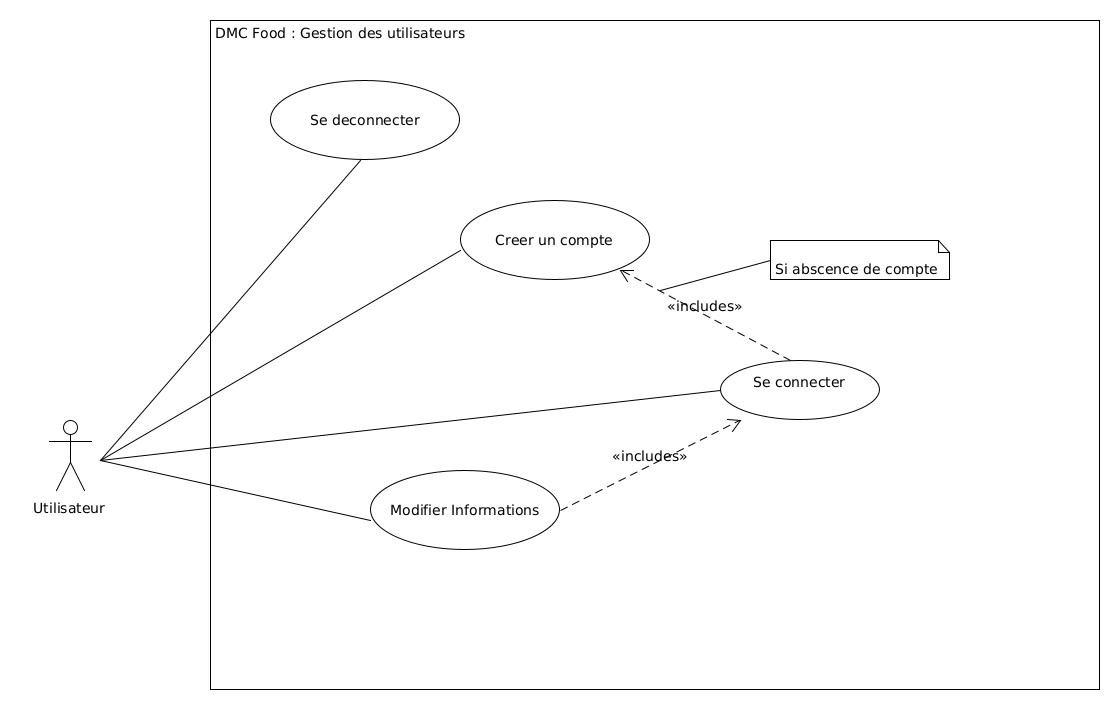 DMC Food : Gestion des utilisateurs
Se deconnecter
Creer un compte
Si abscence de compte
«includes»
Se connecter
«includes»
Utilisateur
Modifier Informations